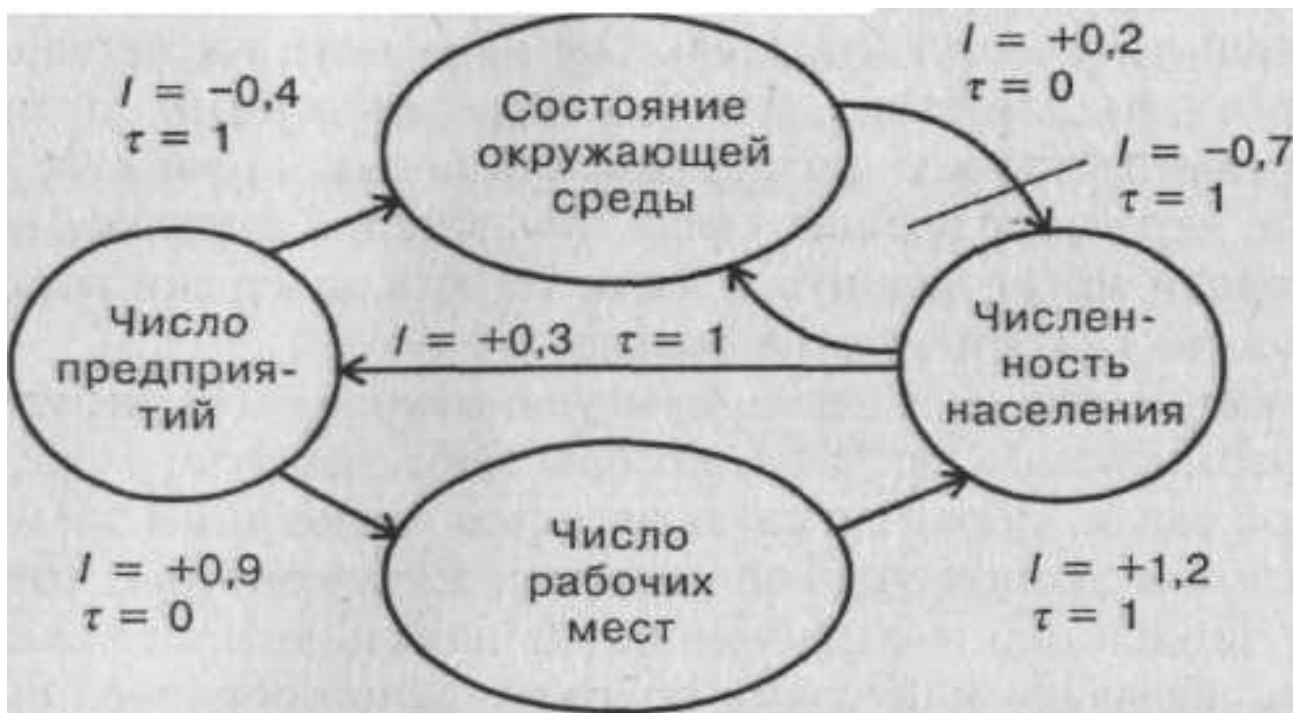 I = –0,4
τ = 1
Состояние
окружающей
среды
I = +0,2
τ = 0
I = –0,7
τ = 1
Число
предприя-
тий
I = +0,3 τ = 1
Числен-
ность
населения
I = +0,9
τ = 0
Число
рабочих
мест
I = +1,2
τ = 1